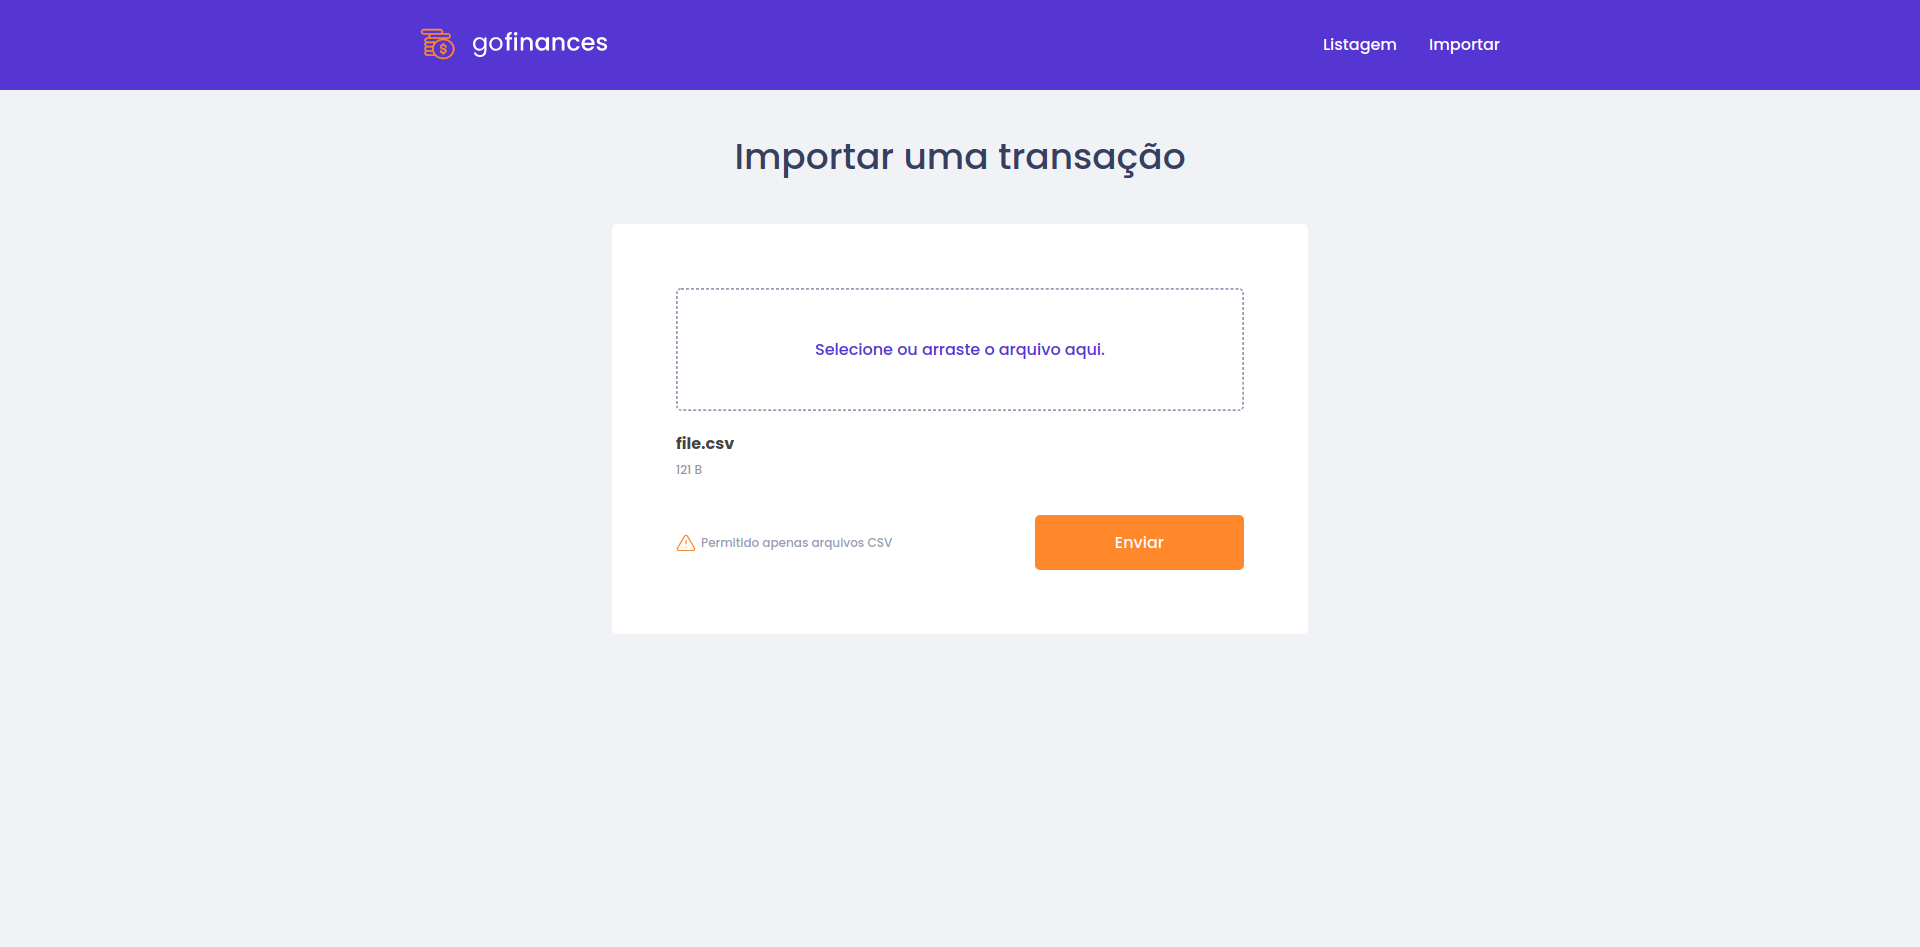 gofinances
Listagem
Importar
Importar uma transação
Selecione ou arraste o arquivo aqui.
file.csv
121 B
Permitido apenas arquivos CSV
Enviar